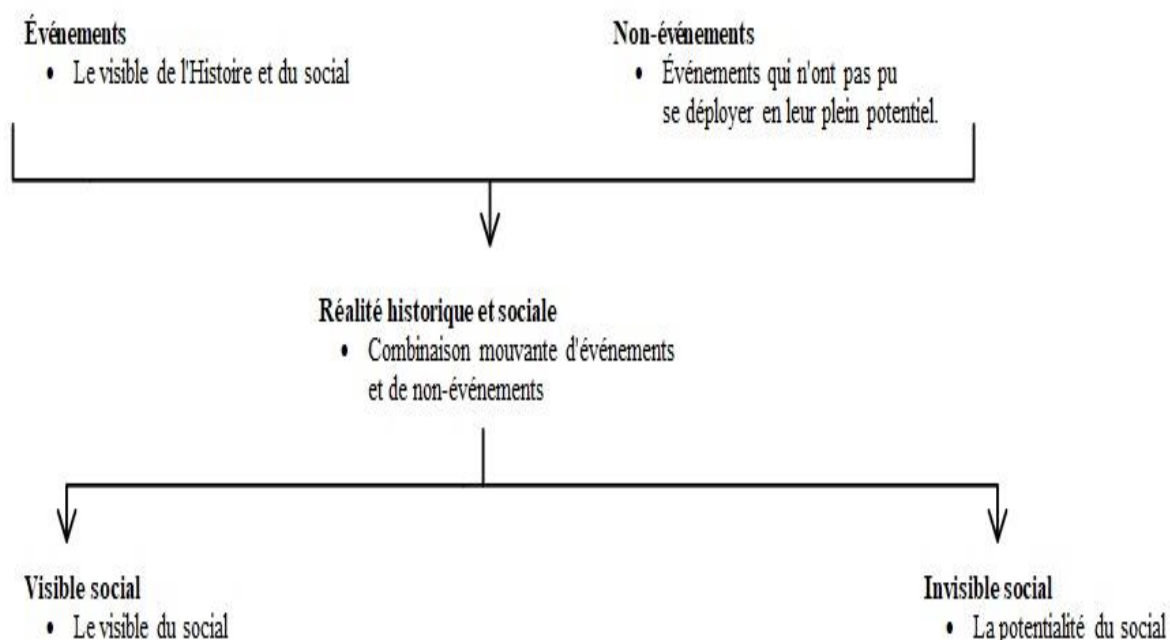 Événements
• Le visible de l'Histoire et du social
Non-événements
• Événements qui n'ont pas pu
se déployer en leur plein potentiel.
Réalité historique et sociale
• Combinaison mouvante d'événements
et de non-événements
Visible social
• Le visible du social
Invisible social
• La potentialité du social